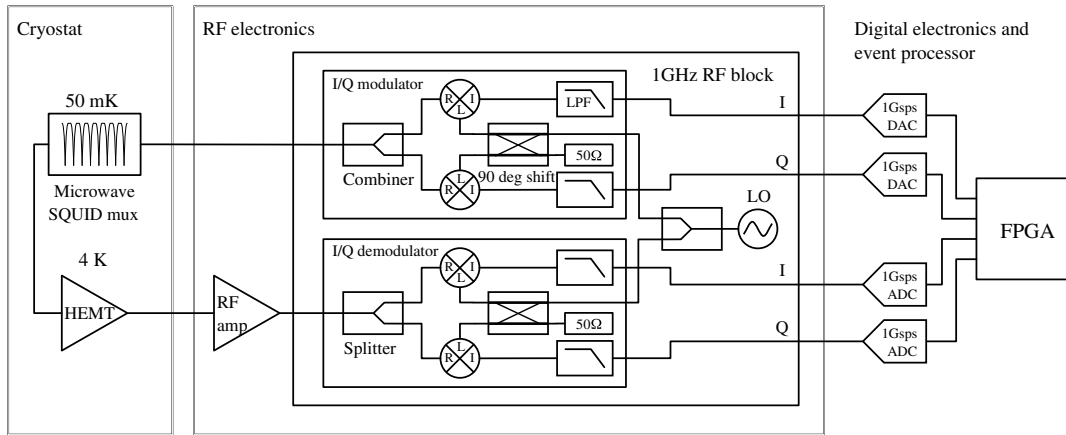 Cryostat
RF electronics
Digital electronics and
event processor
1GHz RF block
I/Q modulator
50 mK
Microwave
SQUID mux
R L I
LPF
I
1Gsps
DAC
Combiner
50Ω
90 deg shift
R L I
Q
1Gsps
DAC
LO
FPGA
4 K
HEMT
RF
amp
I/Q demodulator
R L I
I
1Gsps
ADC
Splitter
50Ω
R L I
Q
1Gsps
ADC